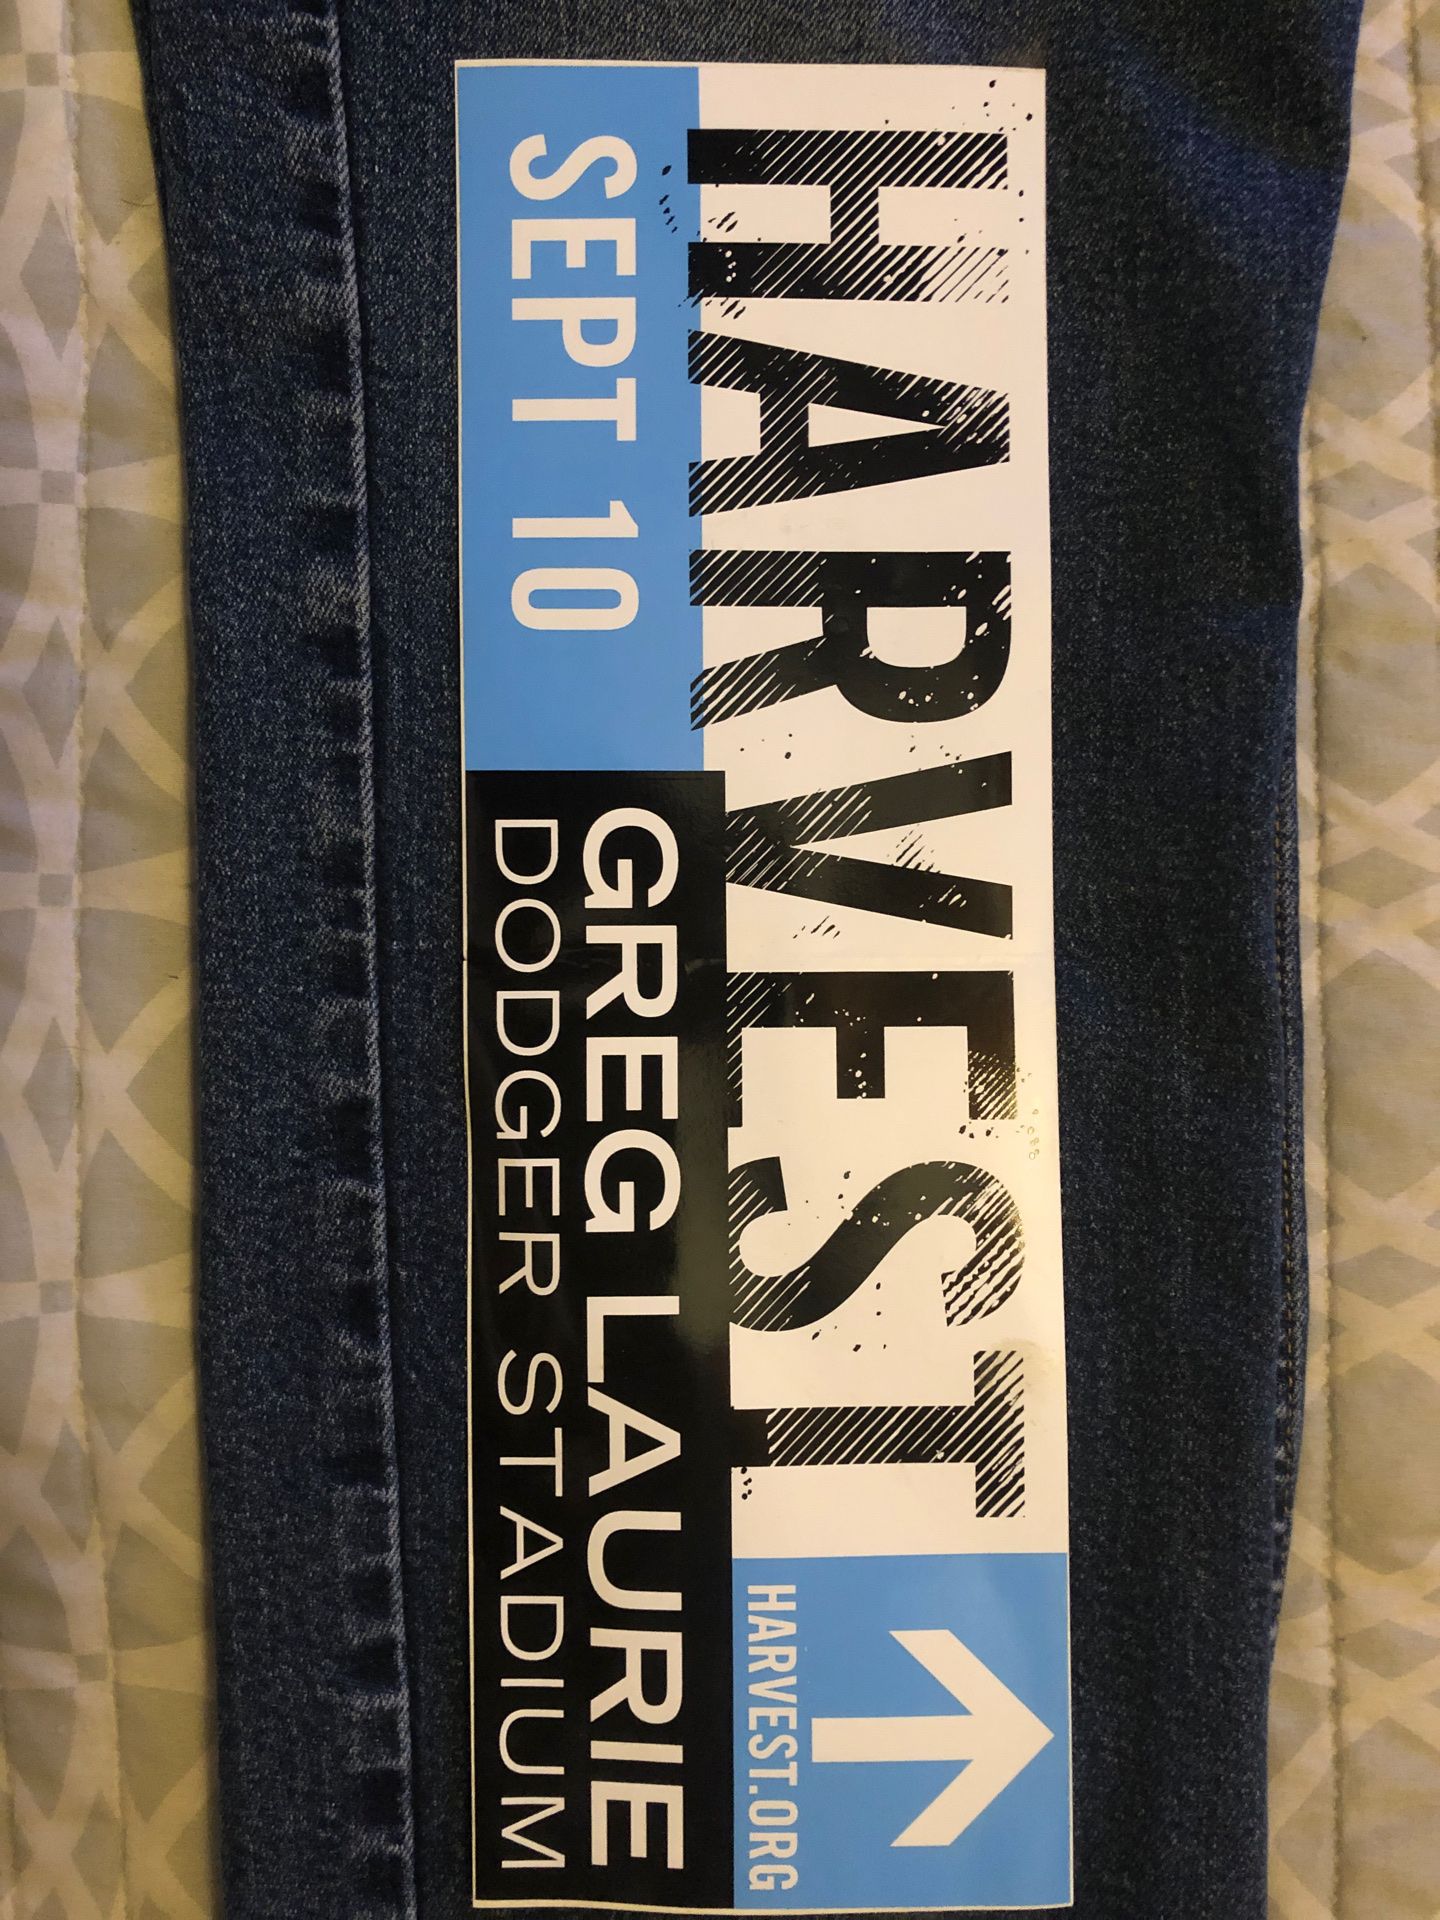 HARVEST
HARVEST.ORG
SEPT 10
GREG LAURIE
DODGER STADIUM